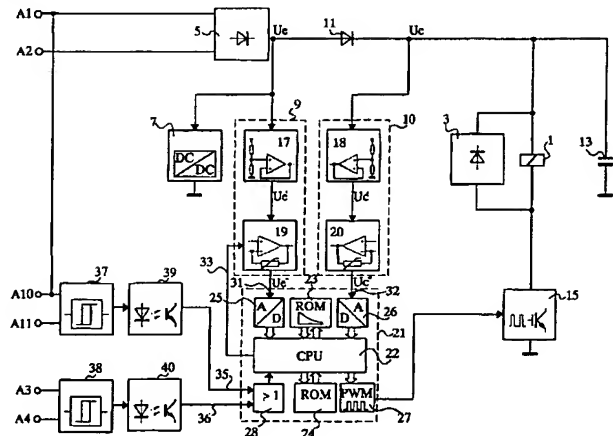 A1
A2
5
Ue
11
Uc
7
DC
DC
9
17
10
18
3
1
13
Ue'
Uc'
19
20
33
31
Ue"
23
Uc"
32
25
A
D
ROM
A
D
26
21
CPU
22
15
A10
A11
37
39
A3
A4
38
40
35
36
> 1
28
ROM
24
PWM
27